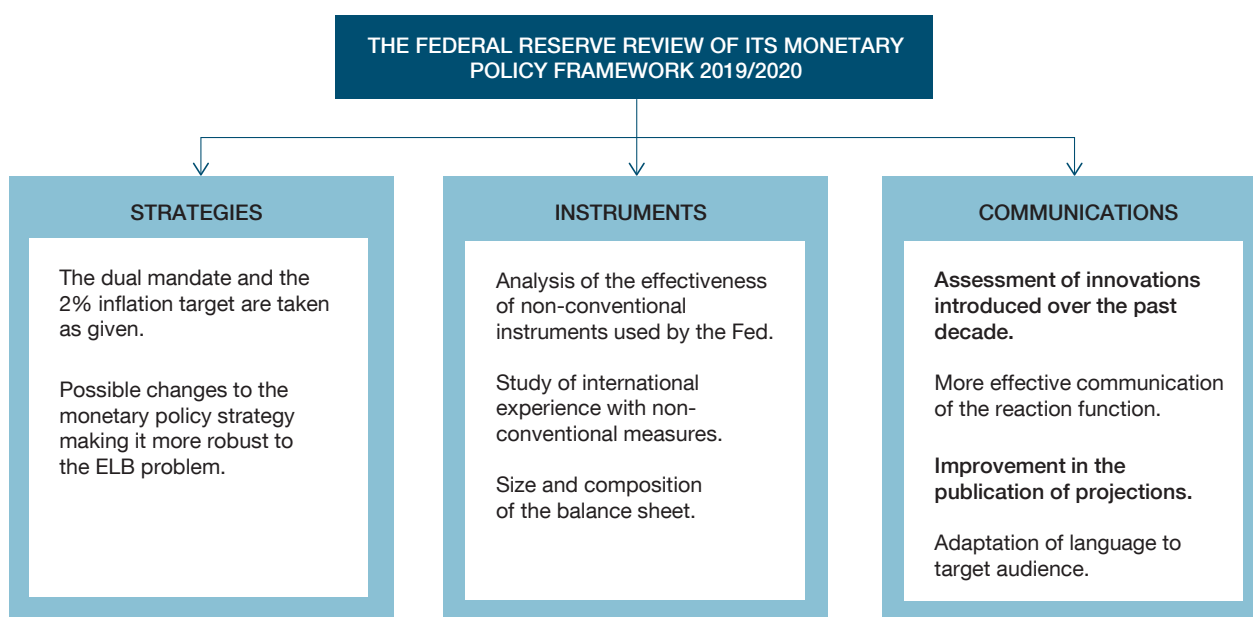 THE FEDERAL RESERVE REVIEW OF ITS MONETARY
POLICY FRAMEWORK 2019/2020
STRATEGIES
The dual mandate and the
2% inflation target are taken
as given.
Possible changes to the
monetary policy strategy
making it more robust to
the ELB problem.
INSTRUMENTS
Analysis of the effectiveness
of non-conventional
instruments used by the Fed.
Study of international
experience with non-
conventional measures.
Size and composition
of the balance sheet.
COMMUNICATIONS
Assessment of innovations
introduced over the past
decade.
More effective communication
of the reaction function.
Improvement in the
publication of projections.
Adaptation of language to
target audience.